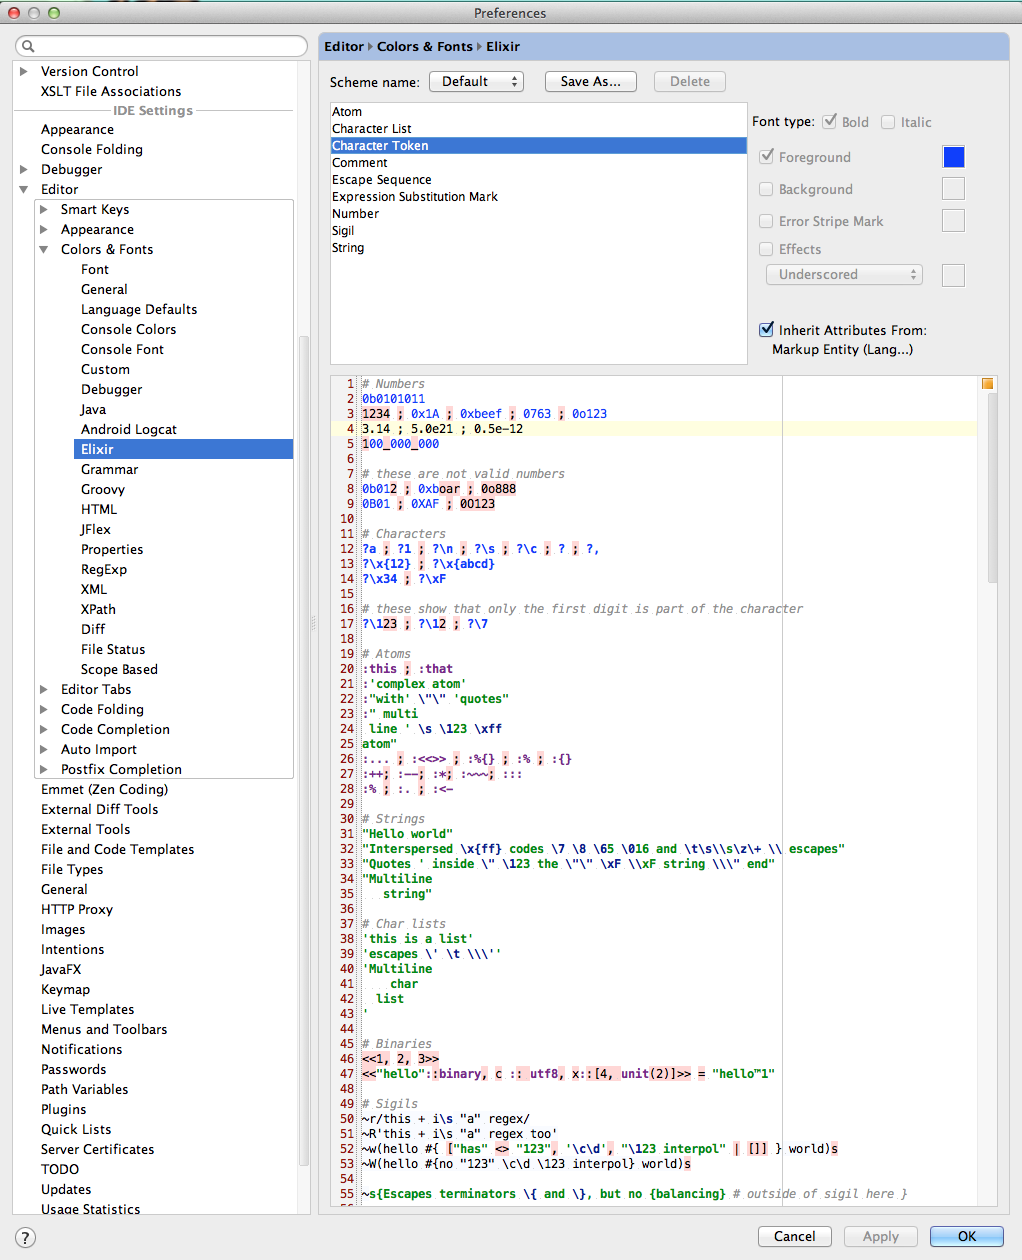 Preferences
Version Control
XSLT File Associations
IDE Settings
Appearance
Console Folding
Debugger
Editor
Smart Keys
Appearance
Colors & Fonts
Font
General
Language Defaults
Console Colors
Console Font
Custom
Debugger
Java
Android Logcat
Elixir
Grammar
Groovy
HTML
JFlex
Properties
RegExp
XML
XPath
Diff
File Status
Scope Based
Editor Tabs
Code Folding
Code Completion
Auto Import
Postfix Completion
Emmet (Zen Coding)
External Diff Tools
External Tools
File and Code Templates
File Types
General
HTTP Proxy
Images
Intentions
JavaFX
Keymap
Live Templates
Menus and Toolbars
Notifications
Passwords
Path Variables
Plugins
Quick Lists
Server Certificates
TODO
Updates
Usage Statistics
Editor › Colors & Fonts › Elixir
Scheme name: Default Save As... Delete
Atom
Character List
Character Token
Comment
Escape Sequence
Expression Substitution Mark
Number
Sigil
String
Font type: Bold Italic
Foreground
Background
Error Stripe Mark
Effects
Underscored
Inherit Attributes From:
Markup Entity (Lang...)
1 # Numbers
2 0b0101011
3 1234 ; 0x1A ; 0xbeef ; 0763 ; 0o123
4 3.14 ; 5.0e21 ; 0.5e-12
5 100_000_000
6
7 # these are not valid numbers
8 0b012 ; 0xboar ; 0o888
9 0B01 ; 0XAF ; 0O123
10
11 # Characters
12 ?a ; ?1 ; ?\n ; ?\s ; ?\c ; ? ; ?,
13 ?\x{12} ; ?\x{abcd}
14 ?\x34 ; ?\xF
15
16 # these show that only the first digit is part of the character
17 ?\123 ; ?\12 ; ?\7
18
19 # Atoms
20 :this ; :that
21 :'complex atom'
22 :"with' \"\" 'quotes"
23 :" multi
24  line ' \s \123 \xff
25 atom"
26 :... ; :<<>> ; :%{} ; :% ; :{}
27 :++; :--; :*; :~~~; :::
28 :% ; :. ; :<-
29
30 # Strings
31 "Hello world"
32 "Interspersed \x{ff} codes \7 \8 \65 \016 and \t\s\\s\z\+ \\ escapes"
33 "Quotes ' inside \" \123 the \"\" \xF \\xF string \\\" end"
34 "Multiline
35    string"
36
37 # Char lists
38 'this is a list'
39 'escapes \' \t \\\''
40 'Multiline
41     char
42   list
43 '
44
45 # Binaries
46 <<1, 2, 3>>
47 <<"hello"::binary, c :: utf8, x::[4, unit(2)]>> = "hello™1"
48
49 # Sigils
50 ~r/this + i\s "a" regex/
51 ~R'this + i\s "a" regex too'
52 ~w(hello #{ ["has" <> "123", '\c\d', "\123 interpol" | []] } world)s
53 ~W(hello #{no "123" \c\d \123 interpol} world)s
54
55 ~s{Escapes terminators \{ and \}, but no {balancing} # outside of sigil here }
? Cancel Apply OK